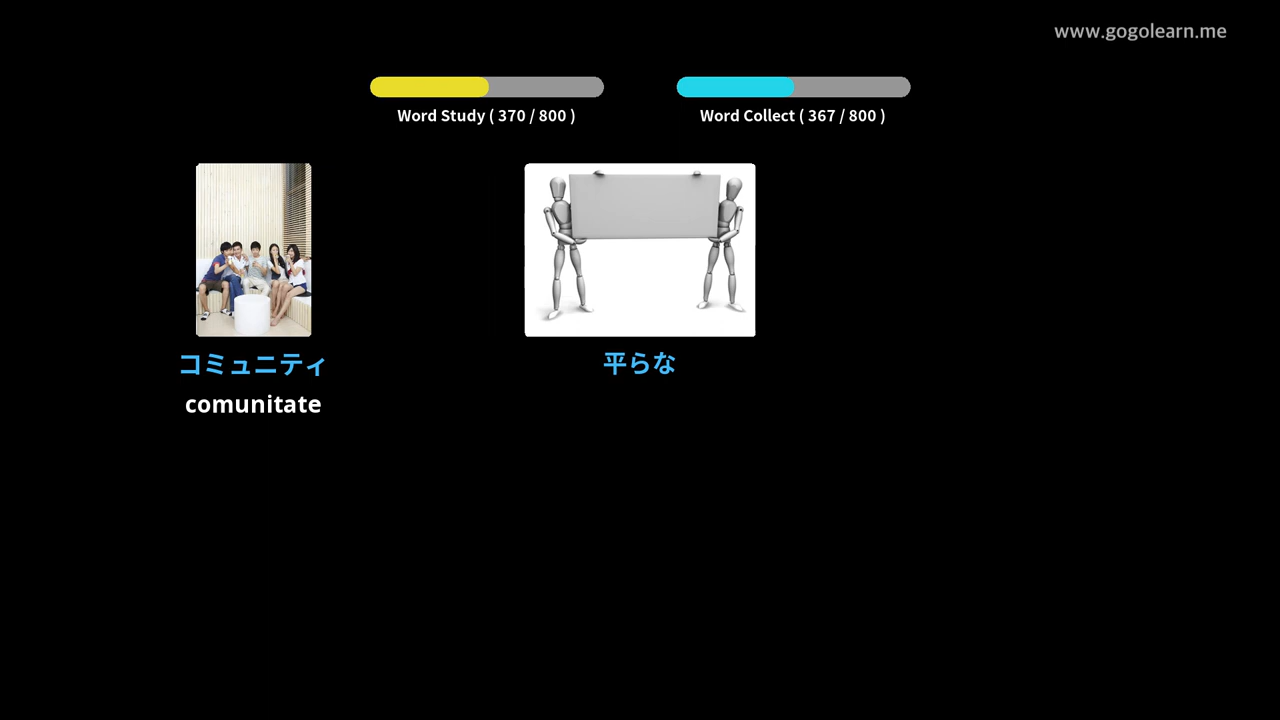 www.gogolearn.me
Word Study ( 370 / 800 )
Word Collect ( 367 / 800 )
コミュニティ
comunitate
平らな